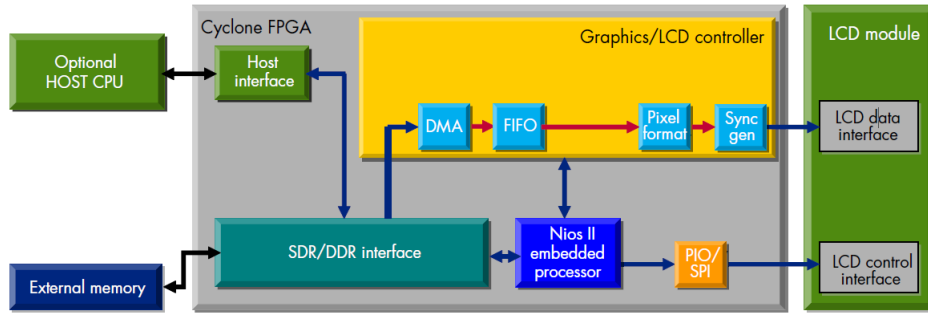 Cyclone FPGA
Graphics/LCD controller
LCD module
Optional
HOST CPU
Host
interface
DMA
FIFO
Pixel
format
Sync
gen
LCD data
interface
SDR/DDR interface
Nios II
embedded
processor
PIO/
SPI
LCD control
interface
External memory